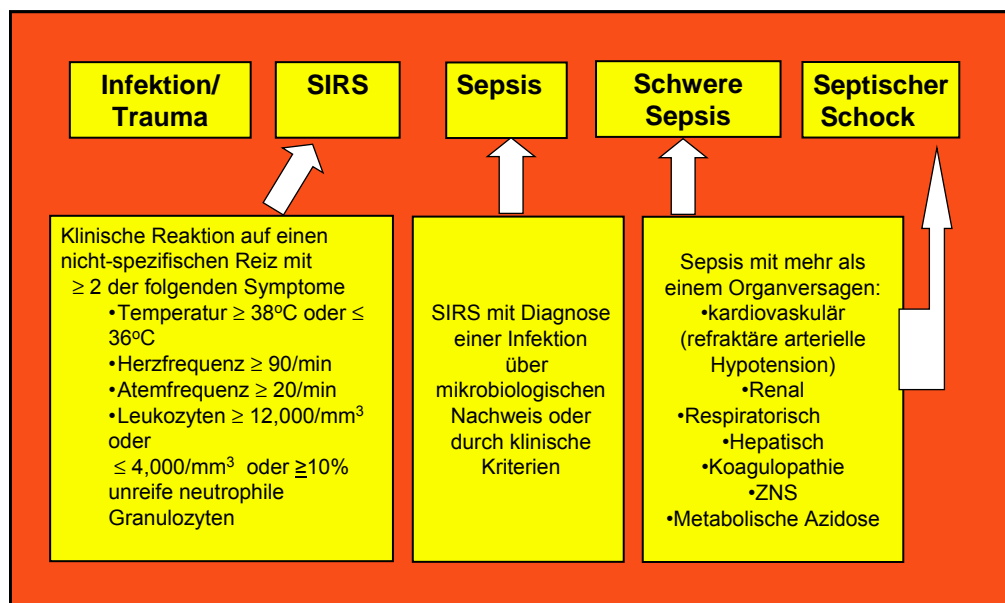 Infektion/
Trauma
SIRS
Sepsis
Schwere
Sepsis
Septischer
Schock
Klinische Reaktion auf einen
nicht-spezifischen Reiz mit
≥ 2 der folgenden Symptome
•Temperatur ≥ 38ºC oder ≤
36ºC
•Herzfrequenz ≥ 90/min
•Atemfrequenz ≥ 20/min
•Leukozyten ≥ 12,000/mm³
oder
≤ 4,000/mm³ oder ≧10%
unreife neutrophile
Granulozyten
SIRS mit Diagnose
einer Infektion
über
mikrobiologischen
Nachweis oder
durch klinische
Kriterien
Sepsis mit mehr als
einem Organversagen:
•kardiovaskulär
(refraktäre arterielle
Hypotension)
•Renal
•Respiratorisch
•Hepatisch
•Koagulopathie
•ZNS
•Metabolische Azidose